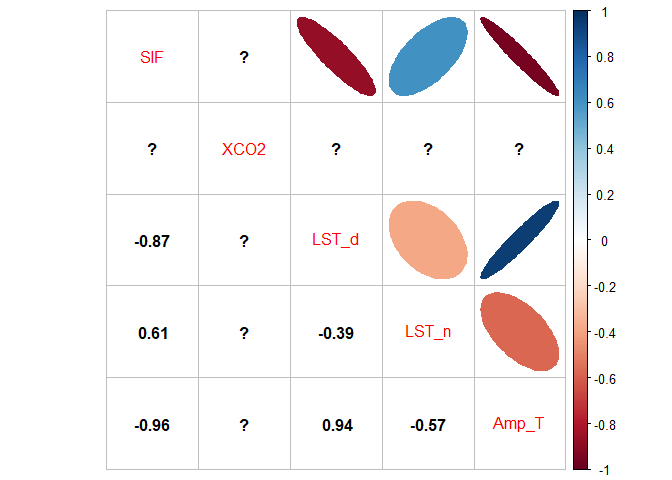 SIF ?
? XCO2 ? ? ?
-0.87 ? LST_d
0.61 ? -0.39 LST_n
-0.96 ? 0.94 -0.57 Amp_T
1
0.8
0.6
0.4
0.2
0
-0.2
-0.4
-0.6
-0.8
-1